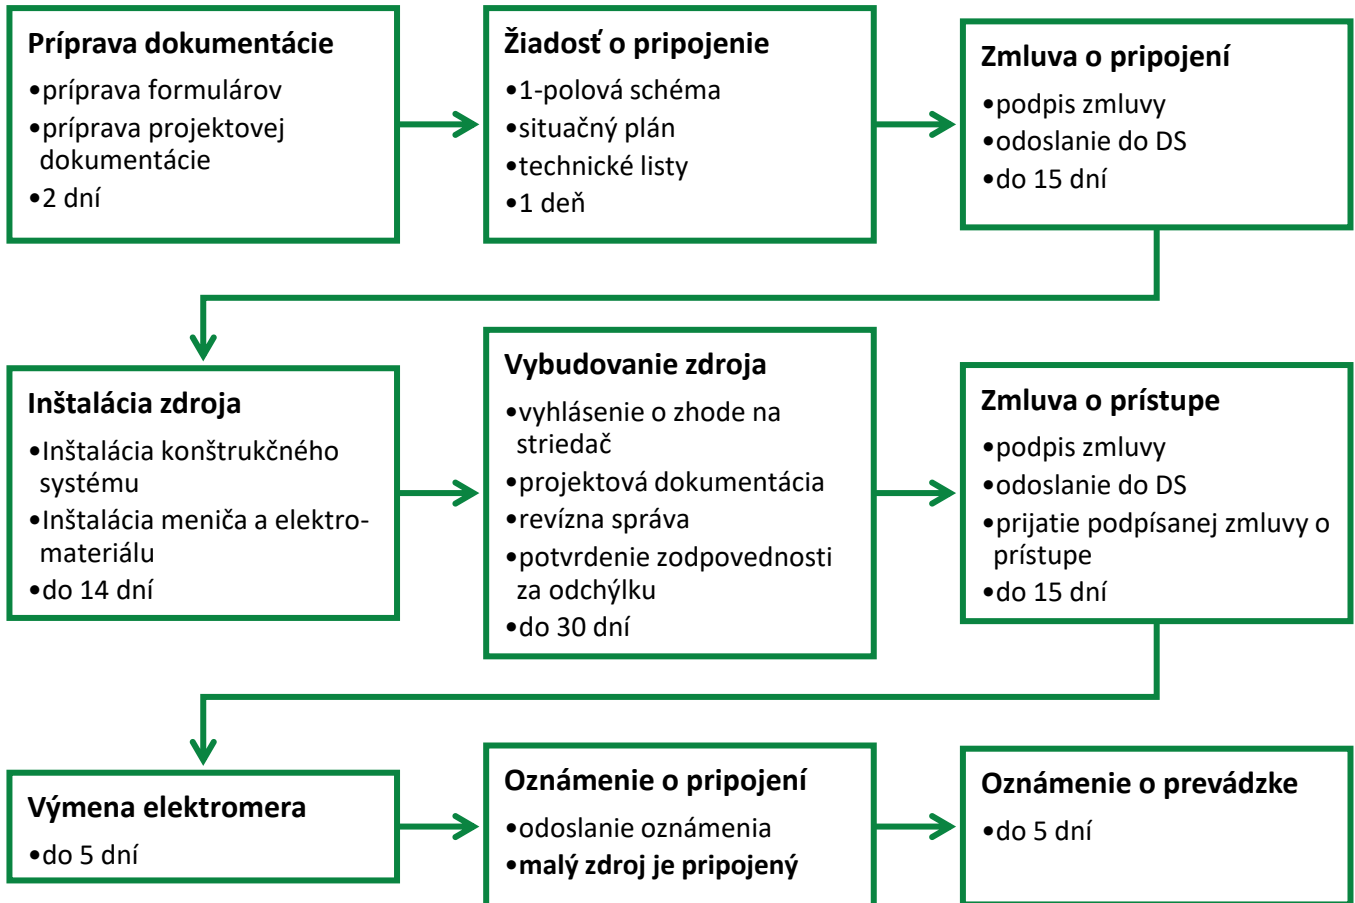 Príprava dokumentácie
•príprava formulárov
•príprava projektovej
dokumentácie
•2 dní
Žiadosť o pripojenie
•1-polová schéma
•situačný plán
•technické listy
•1 deň
Zmluva o pripojení
•podpis zmluvy
•odoslanie do DS
•do 15 dní
Inštalácia zdroja
•Inštalácia konštrukčného
systému
•Inštalácia meniča a elektro-
materiálu
•do 14 dní
Vybudovanie zdroja
•vyhlásenie o zhode na
striedač
•projektová dokumentácia
•revízna správa
•potvrdenie zodpovednosti
za odchýlku
•do 30 dní
Zmluva o prístupe
•podpis zmluvy
•odoslanie do DS
•prijatie podpísanej zmluvy o
prístupe
•do 15 dní
Výmena elektromera
•do 5 dní
Oznámenie o pripojení
•odoslanie oznámenia
•malý zdroj je pripojený
Oznámenie o prevádzke
•do 5 dní